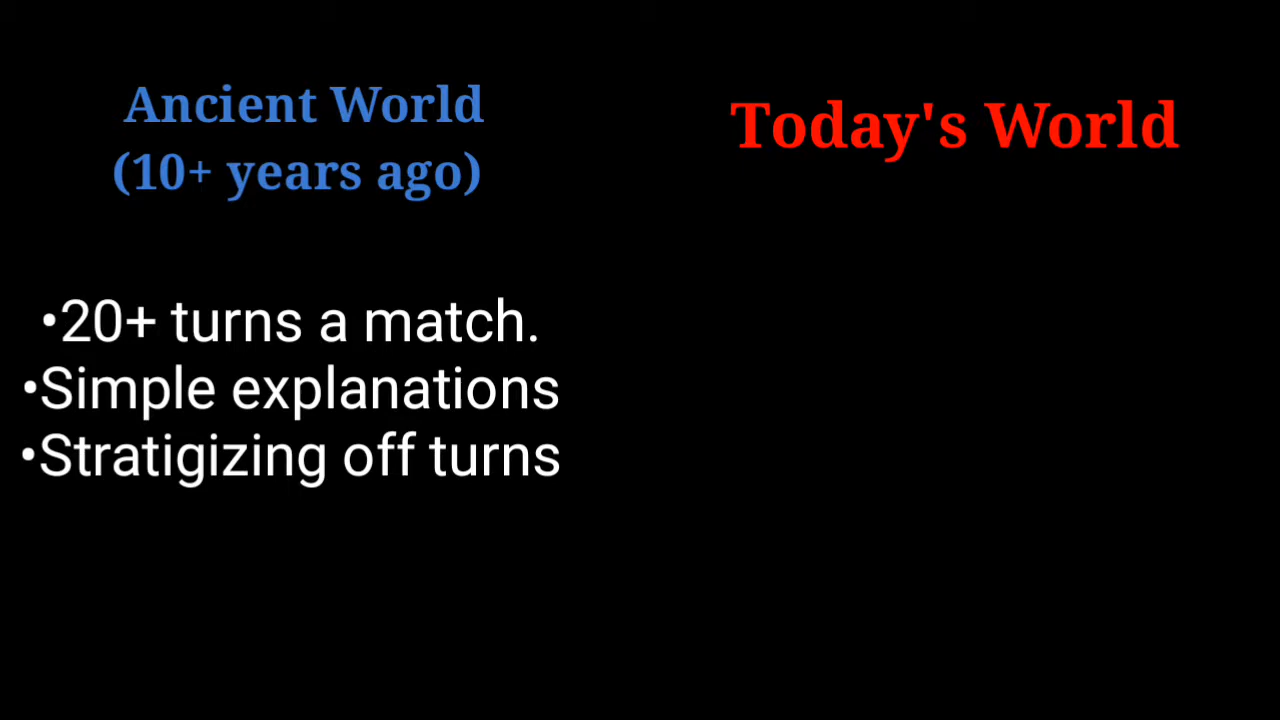 Ancient World
(10+ years ago)
Today's World
•20+ turns a match.
•Simple explanations
•Stratigizing off turns